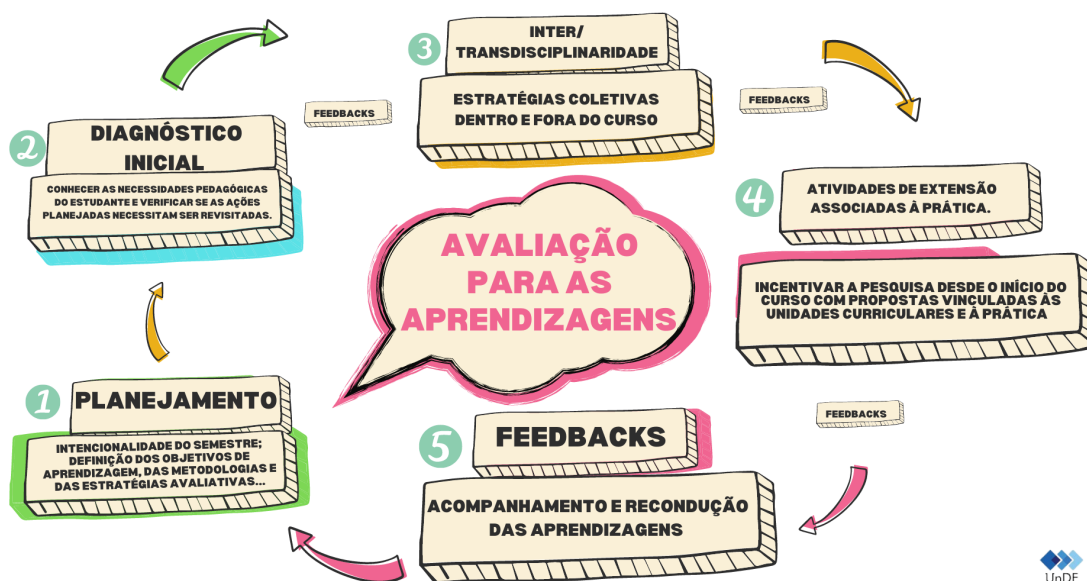 1
PLANEJAMENTO
INTENCIONALIDADE DO SEMESTRE;
DEFINIÇÃO DOS OBJETIVOS DE
APRENDIZAGEM, DAS METODOLOGIAS E
DAS ESTRATÉGIAS AVALIATIVAS...
2
DIAGNÓSTICO
INICIAL
CONHECER AS NECESSIDADES PEDAGÓGICAS
DO ESTUDANTE E VERIFICAR SE AS AÇÕES
PLANEJADAS NECESSITAM SER REVISITADAS.
FEEDBACKS
3
INTER/
TRANSDISCIPLINARIDADE
ESTRATÉGIAS COLETIVAS
DENTRO E FORA DO CURSO
FEEDBACKS
4
ATIVIDADES DE EXTENSÃO
ASSOCIADAS À PRÁTICA.
INCENTIVAR A PESQUISA DESDE O INÍCIO DO
CURSO COM PROPOSTAS VINCULADAS ÀS
UNIDADES CURRICULARES E À PRÁTICA
FEEDBACKS
5
FEEDBACKS
ACOMPANHAMENTO E RECONDUÇÃO
DAS APRENDIZAGENS
AVALIAÇÃO
PARA AS
APRENDIZAGENS
UnDF